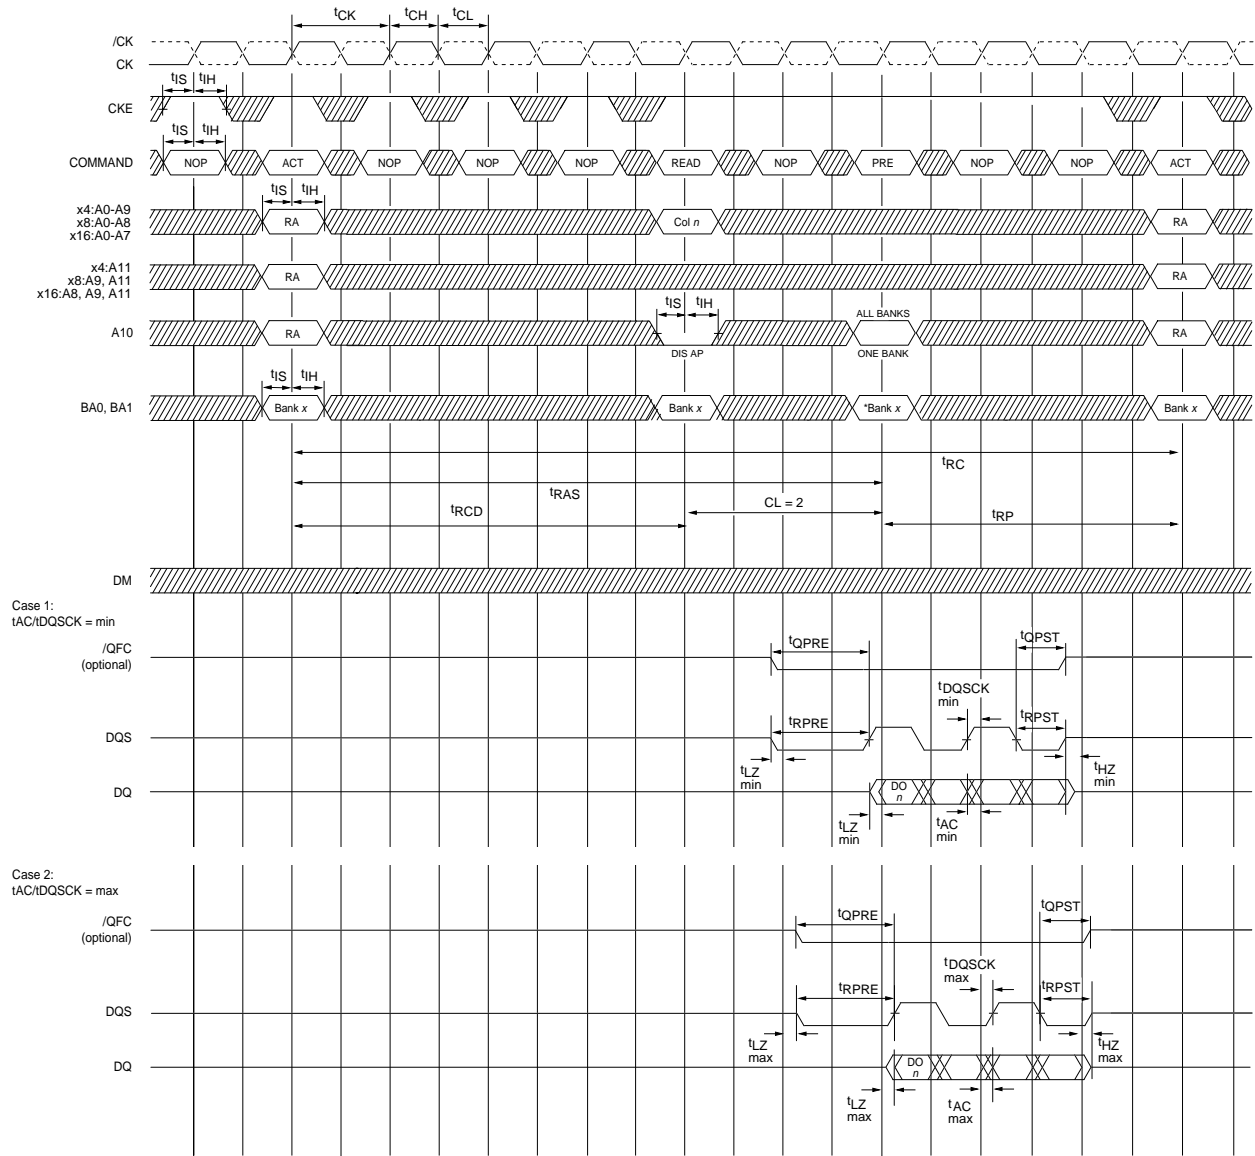 tCK tCH tCL
/CK
CK
tIS tIH
CKE
tIS tIH
COMMAND NOP ACT NOP NOP NOP READ NOP PRE NOP NOP ACT
tIS tIH
x4:A0-A9
x8:A0-A8
x16:A0-A7
RA Col n RA
x4:A11
x8:A9, A11
x16:A8, A9, A11
RA RA
tIS tIH
ALL BANKS
A10 RA RA
DIS AP ONE BANK
tIS tIH
BA0, BA1 Bank x Bank x *Bank x Bank x
tRC
tRAS
CL = 2
tRCD tRP
DM
Case 1:
tAC/tDQSCK = min
/QFC
(optional)
tQPRE tQPST
tDQSCK
min
DQS tRPRE tRPST
tLZ
min
tHZ
min
DQ DO
n
tLZ
min
tAC
min
Case 2:
tAC/tDQSCK = max
/QFC
(optional)
tQPRE tQPST
tDQSCK
max
DQS tRPRE tRPST
tLZ
max
tHZ
max
DQ DO
n
tLZ
max
tAC
max